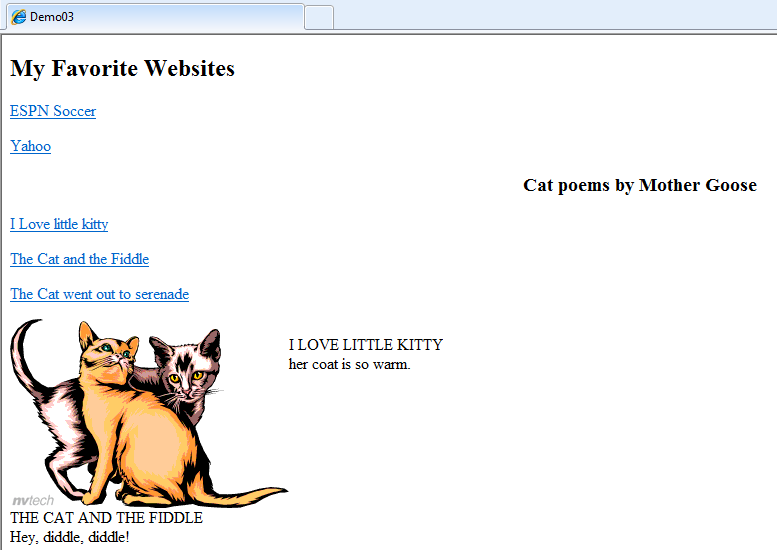 Demo03
My Favorite Websites
ESPN Soccer
Yahoo
Cat poems by Mother Goose
I Love little kitty
The Cat and the Fiddle
The Cat went out to serenade
I LOVE LITTLE KITTY
her coat is so warm.
nvtech
THE CAT AND THE FIDDLE
Hey, diddle, diddle!